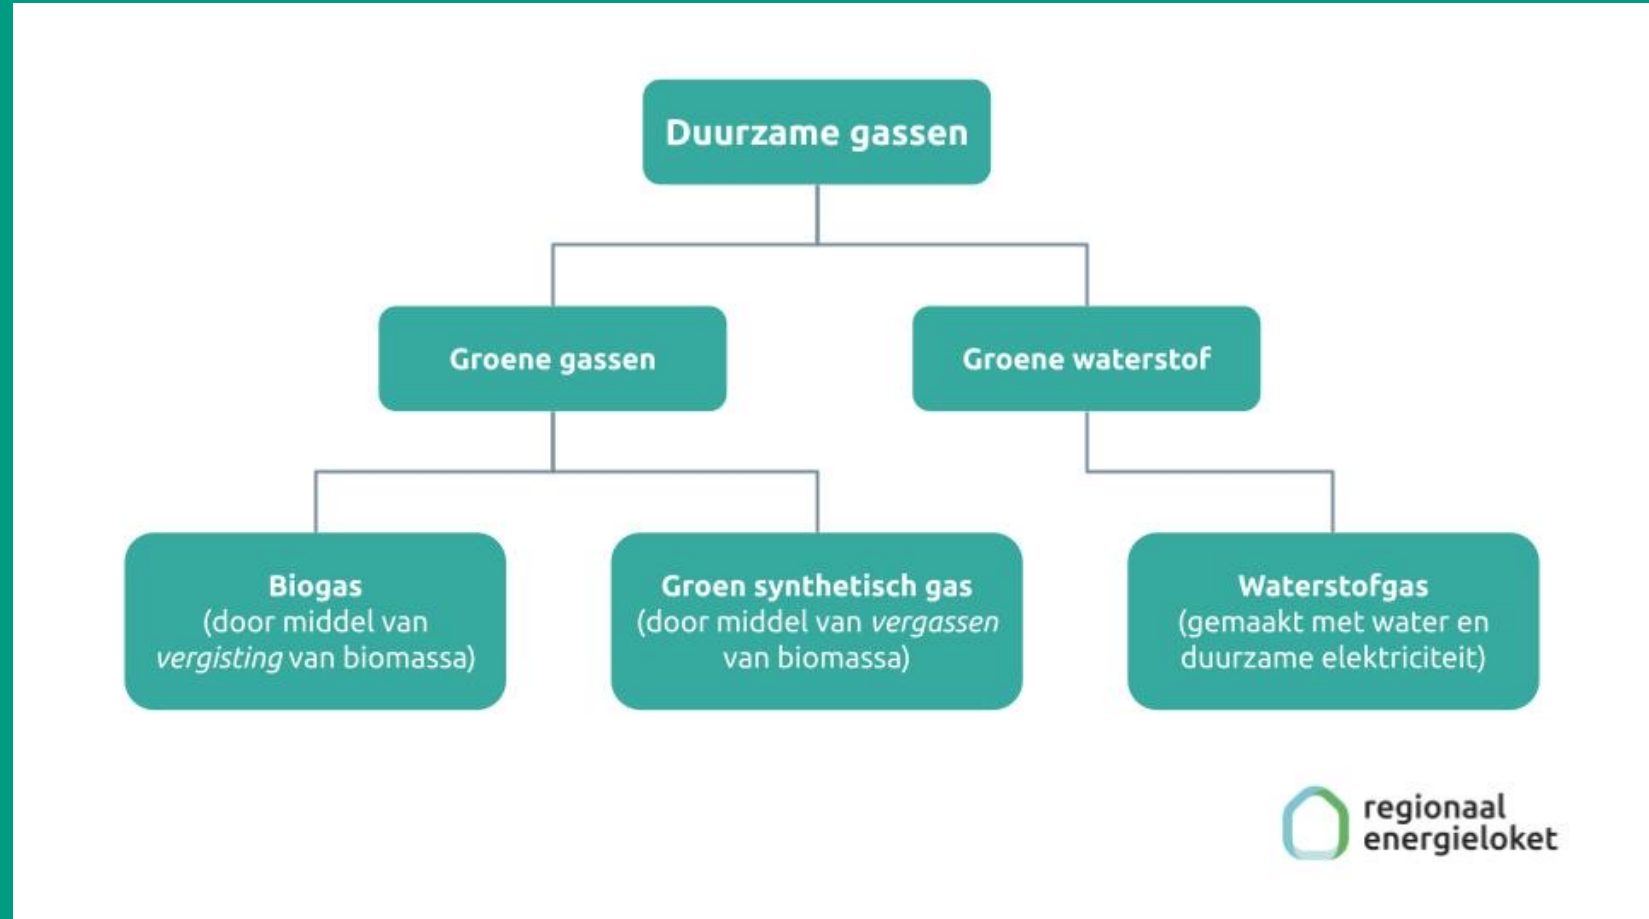 Duurzame gassen
Groene gassen
Groene waterstof
Biogas
(door middel van
vergisting van biomassa)
Groen synthetisch gas
(door middel van vergassen
van biomassa)
Waterstofgas
(gemaakt met water en
duurzame elektriciteit)
regionaal
energieloket